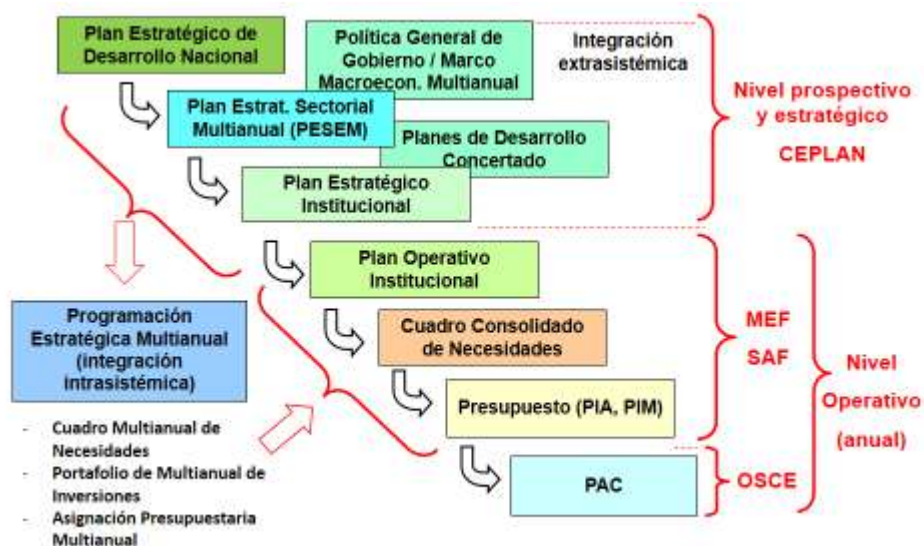 Plan Estratégico de
Desarrollo Nacional
Política General de
Gobierno / Marco
Macroecon. Multianual
Integración
extrasistémica
Plan Estrat. Sectorial
Multianual (PESEM)
Planes de Desarrollo
Concertado
Plan Estratégico
Institucional
Nivel prospectivo
y estratégico
CEPLAN
Plan Operativo
Institucional
Cuadro Consolidado
de Necesidades
Presupuesto (PIA, PIM)
PAC
MEF
SAF
OSCE
Nivel
Operativo
(anual)
Programación
Estratégica Multianual
(integración
intrasistémica)
- Cuadro Multianual de
Necesidades
- Portafolio de Multianual de
Inversiones
- Asignación Presupuestaria
Multianual